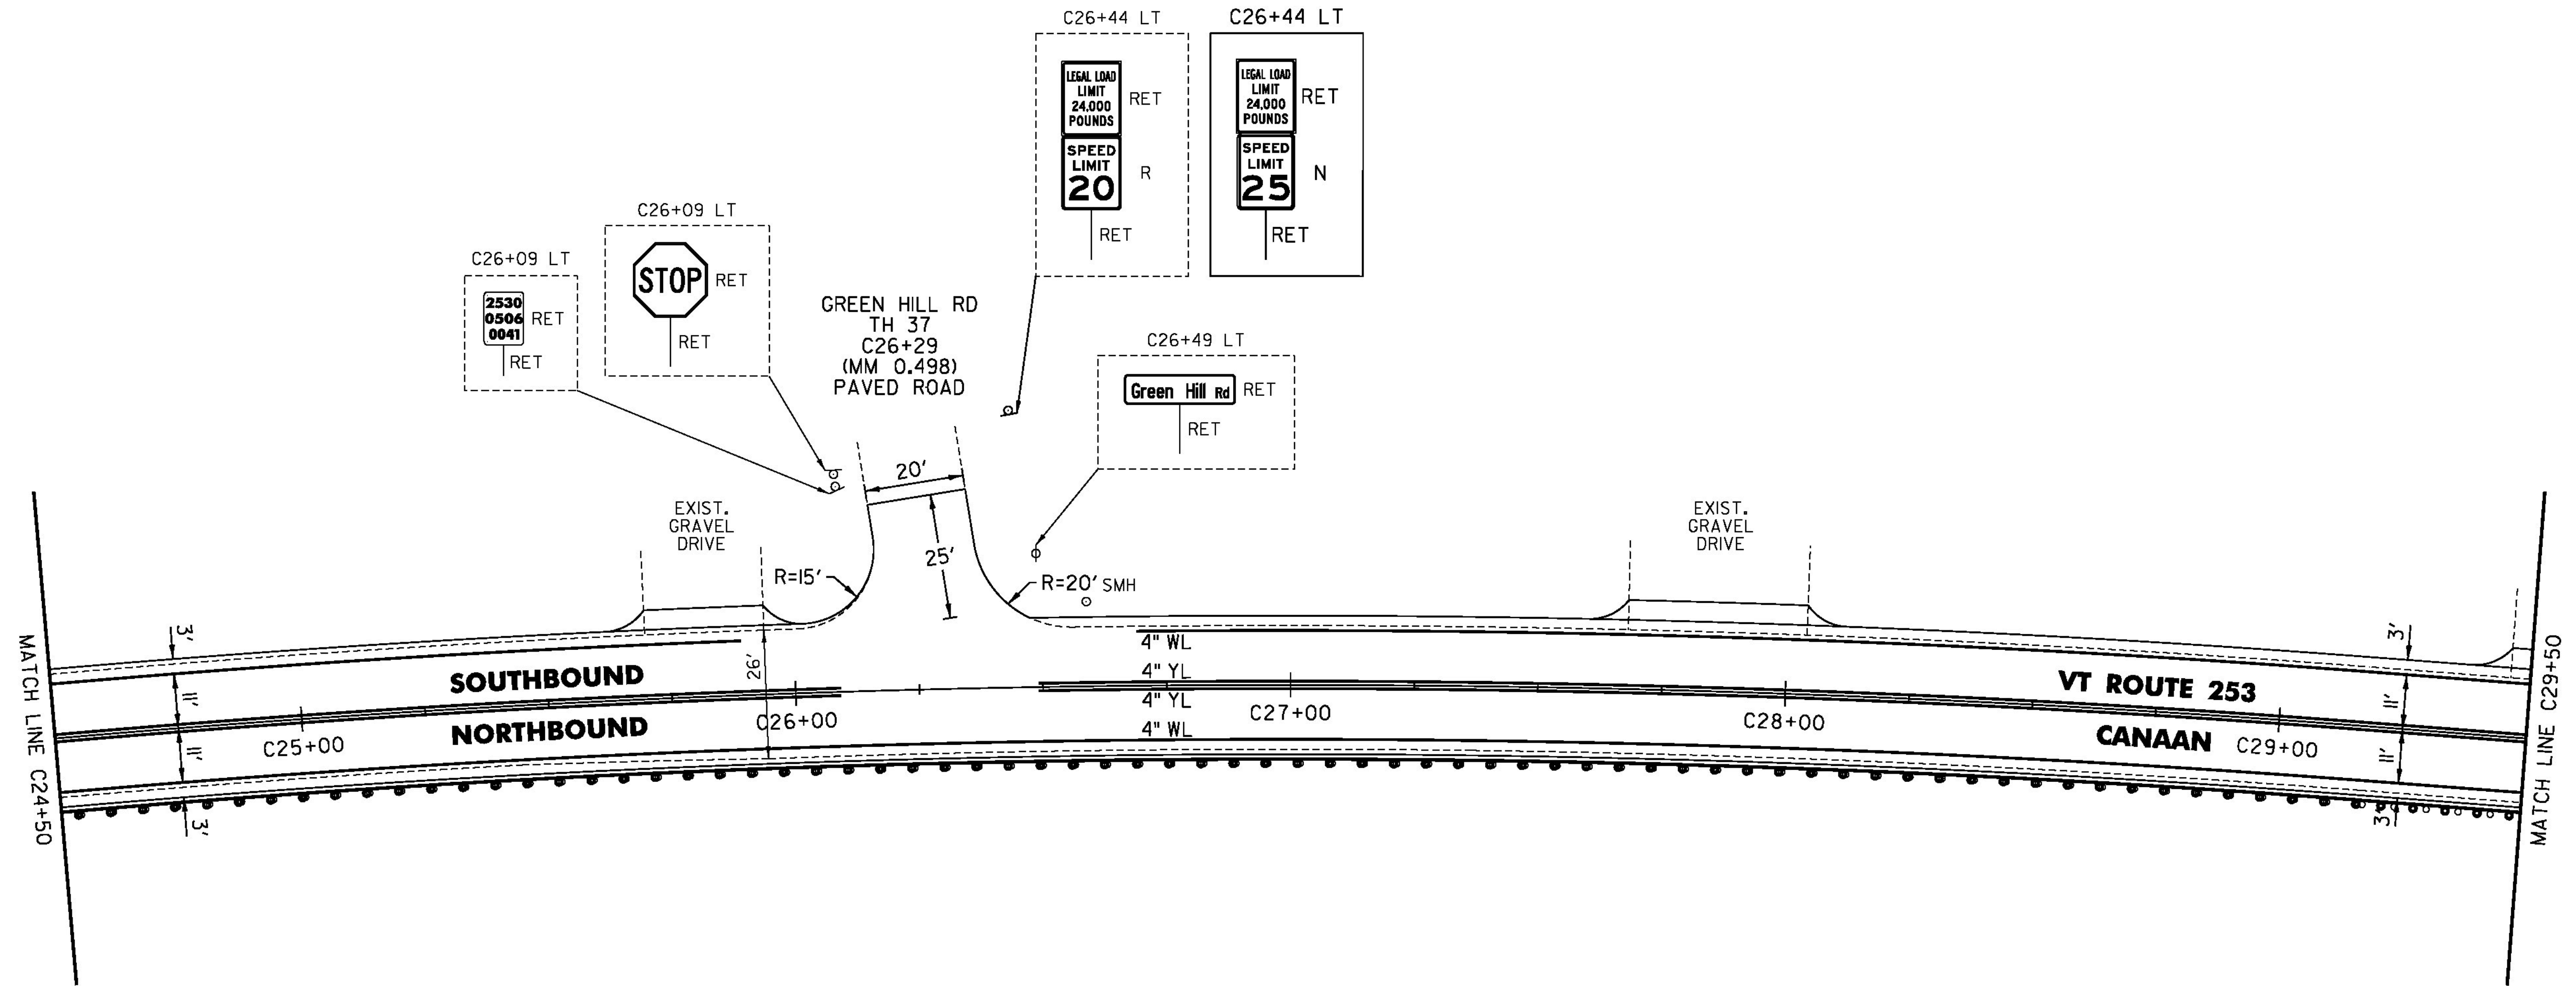 C26+44 LT
LEGAL LOAD
LIMIT
24,000
POUNDS
RET
SPEED
LIMIT
20
R
RET
C26+44 LT
LEGAL LOAD
LIMIT
24,000
POUNDS
RET
SPEED
LIMIT
25
N
RET
C26+09 LT
STOP
RET
RET
C26+09 LT
2530
0506
0041
RET
RET
GREEN HILL RD
TH 37
C26+29
(MM 0.498)
PAVED ROAD
C26+49 LT
Green Hill Rd
RET
RET
20'
25'
EXIST.
GRAVEL
DRIVE
R=15'
R=20'
SMH
EXIST.
GRAVEL
DRIVE
MATCH LINE C24+50
3'
11'
11'
3'
SOUTHBOUND
NORTHBOUND
26'
C25+00
C26+00
4" WL
4" YL
4" YL
4" WL
C27+00
C28+00
VT ROUTE 253
CANAAN
C29+00
3'
11'
11'
3'
MATCH LINE C29+50